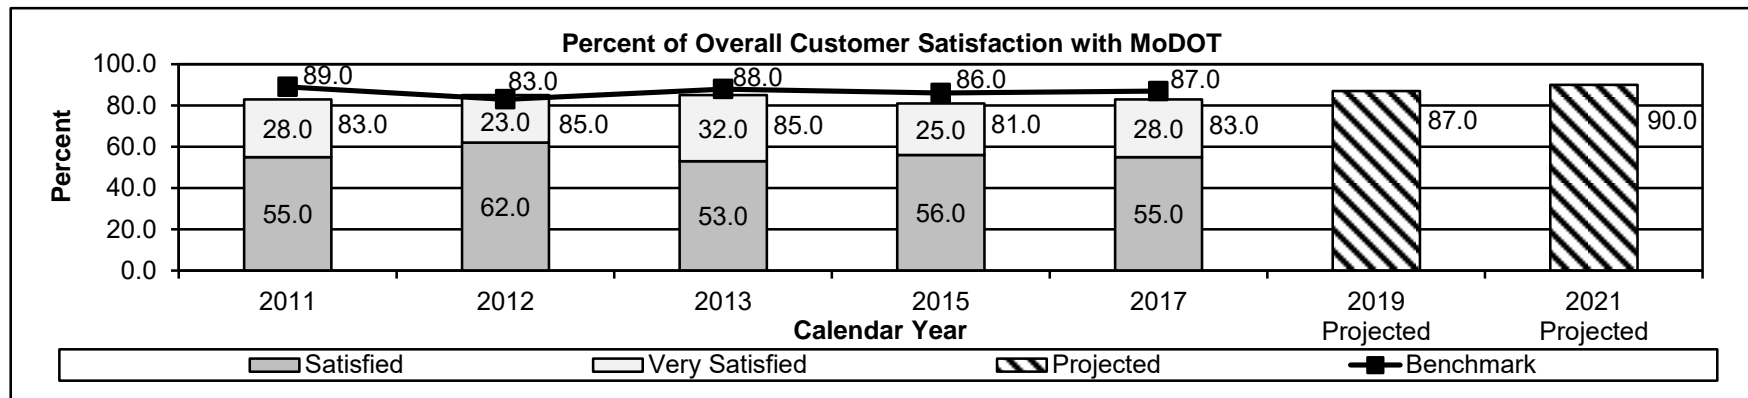 Percent of Overall Customer Satisfaction with MoDOT
Percent
100.0
80.0
60.0
40.0
20.0
0.0
89.0 83.0 88.0 86.0 87.0
28.0 83.0 23.0 85.0 32.0 85.0 25.0 81.0 28.0 83.0 87.0 90.0
55.0 62.0 53.0 56.0 55.0
2011 2012 2013 2015 2017 2019 2021
Projected Projected
Calendar Year
Satisfied Very Satisfied Projected Benchmark